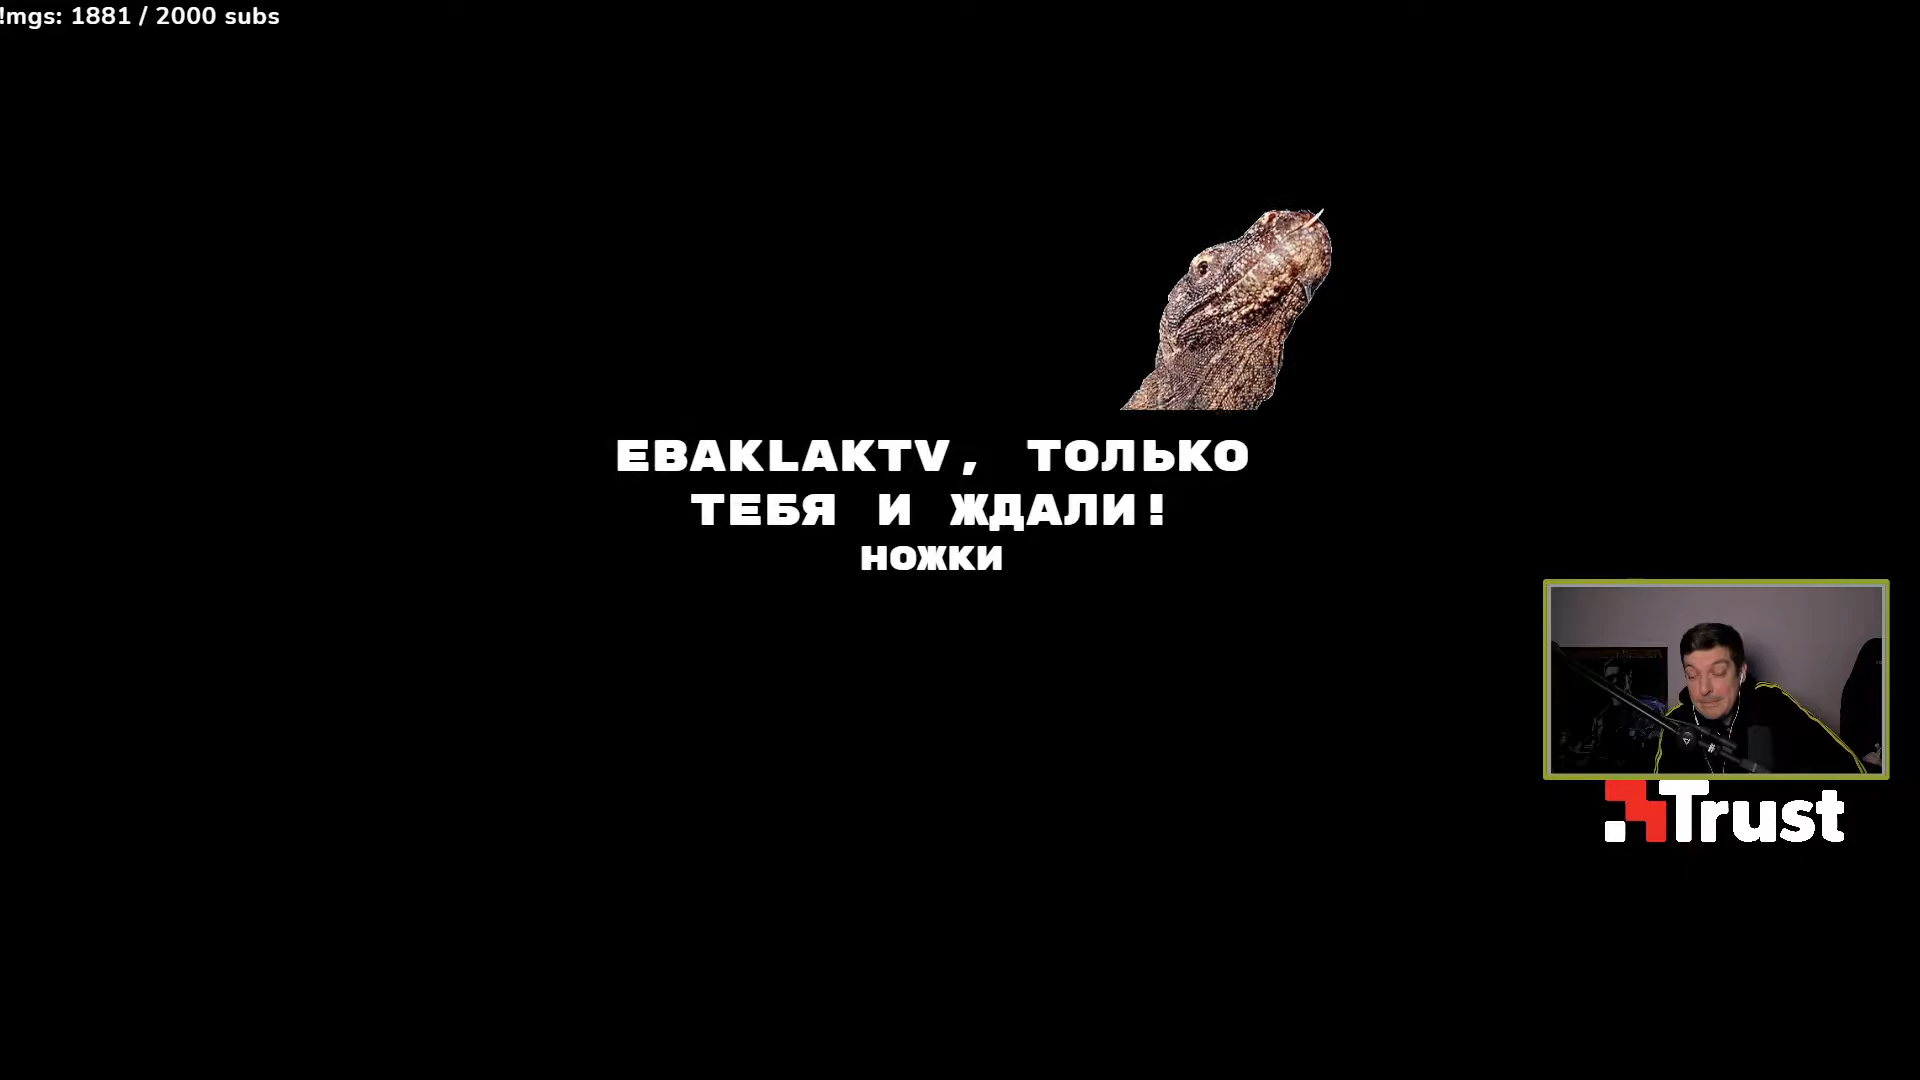 !mgs: 1881 / 2000 subs
EBAKLAKTV, ТОЛЬКО
ТЕБЯ И ЖДАЛИ!
НОЖКИ
Trust